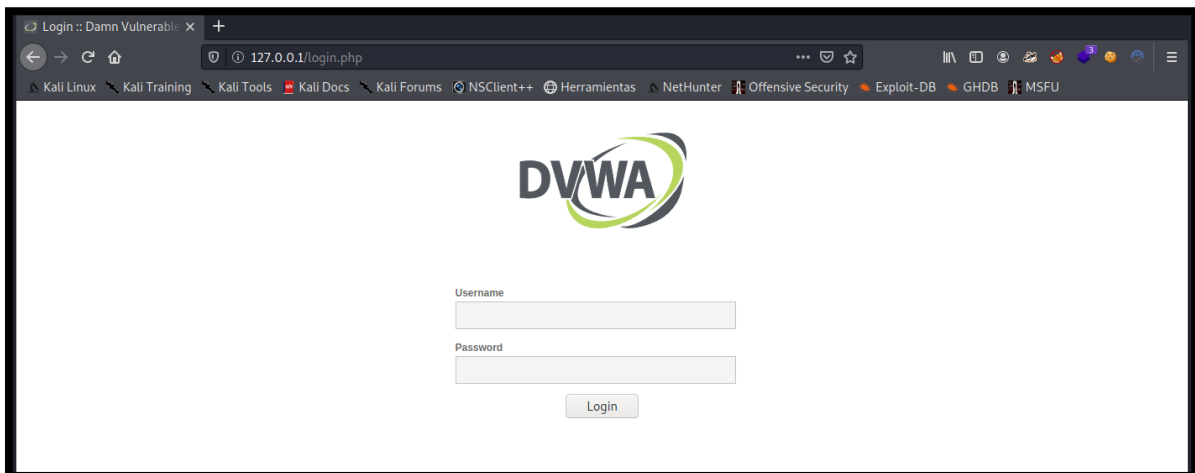 Login :: Damn Vulnerable
127.0.0.1/login.php
3
Kali Linux Kali Training Kali Tools Kali Docs Kali Forums NSClient++ Herramientas NetHunter Offensive Security Exploit-DB GHDB MSFU
DVWA
Username
Password
Login